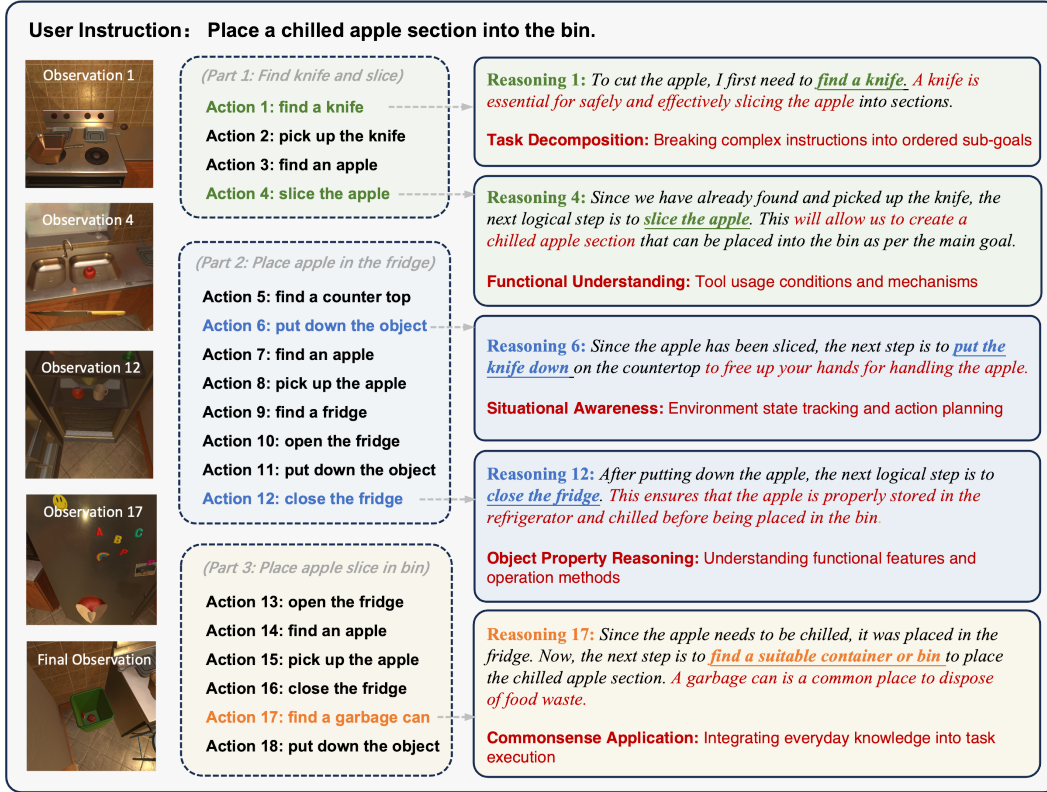 User Instruction: Place a chilled apple section into the bin.
Observation 1
Observation 4
Observation 12
Observation 17
A
B
C
P
Final Observation
(Part 1: Find knife and slice)
Action 1: find a knife
Action 2: pick up the knife
Action 3: find an apple
Action 4: slice the apple
(Part 2: Place apple in the fridge)
Action 5: find a counter top
Action 6: put down the object
Action 7: find an apple
Action 8: pick up the apple
Action 9: find a fridge
Action 10: open the fridge
Action 11: put down the object
Action 12: close the fridge
(Part 3: Place apple slice in bin)
Action 13: open the fridge
Action 14: find an apple
Action 15: pick up the apple
Action 16: close the fridge
Action 17: find a garbage can
Action 18: put down the object
Reasoning 1: To cut the apple, I first need to find a knife. A knife is
essential for safely and effectively slicing the apple into sections.
Task Decomposition: Breaking complex instructions into ordered sub-goals
Reasoning 4: Since we have already found and picked up the knife, the
next logical step is to slice the apple. This will allow us to create a
chilled apple section that can be placed into the bin as per the main goal.
Functional Understanding: Tool usage conditions and mechanisms
Reasoning 6: Since the apple has been sliced, the next step is to put the
knife down on the countertop to free up your hands for handling the apple.
Situational Awareness: Environment state tracking and action planning
Reasoning 12: After putting down the apple, the next logical step is to
close the fridge. This ensures that the apple is properly stored in the
refrigerator and chilled before being placed in the bin.
Object Property Reasoning: Understanding functional features and
operation methods
Reasoning 17: Since the apple needs to be chilled, it was placed in the
fridge. Now, the next step is to find a suitable container or bin to place
the chilled apple section. A garbage can is a common place to dispose
of food waste.
Commonsense Application: Integrating everyday knowledge into task
execution